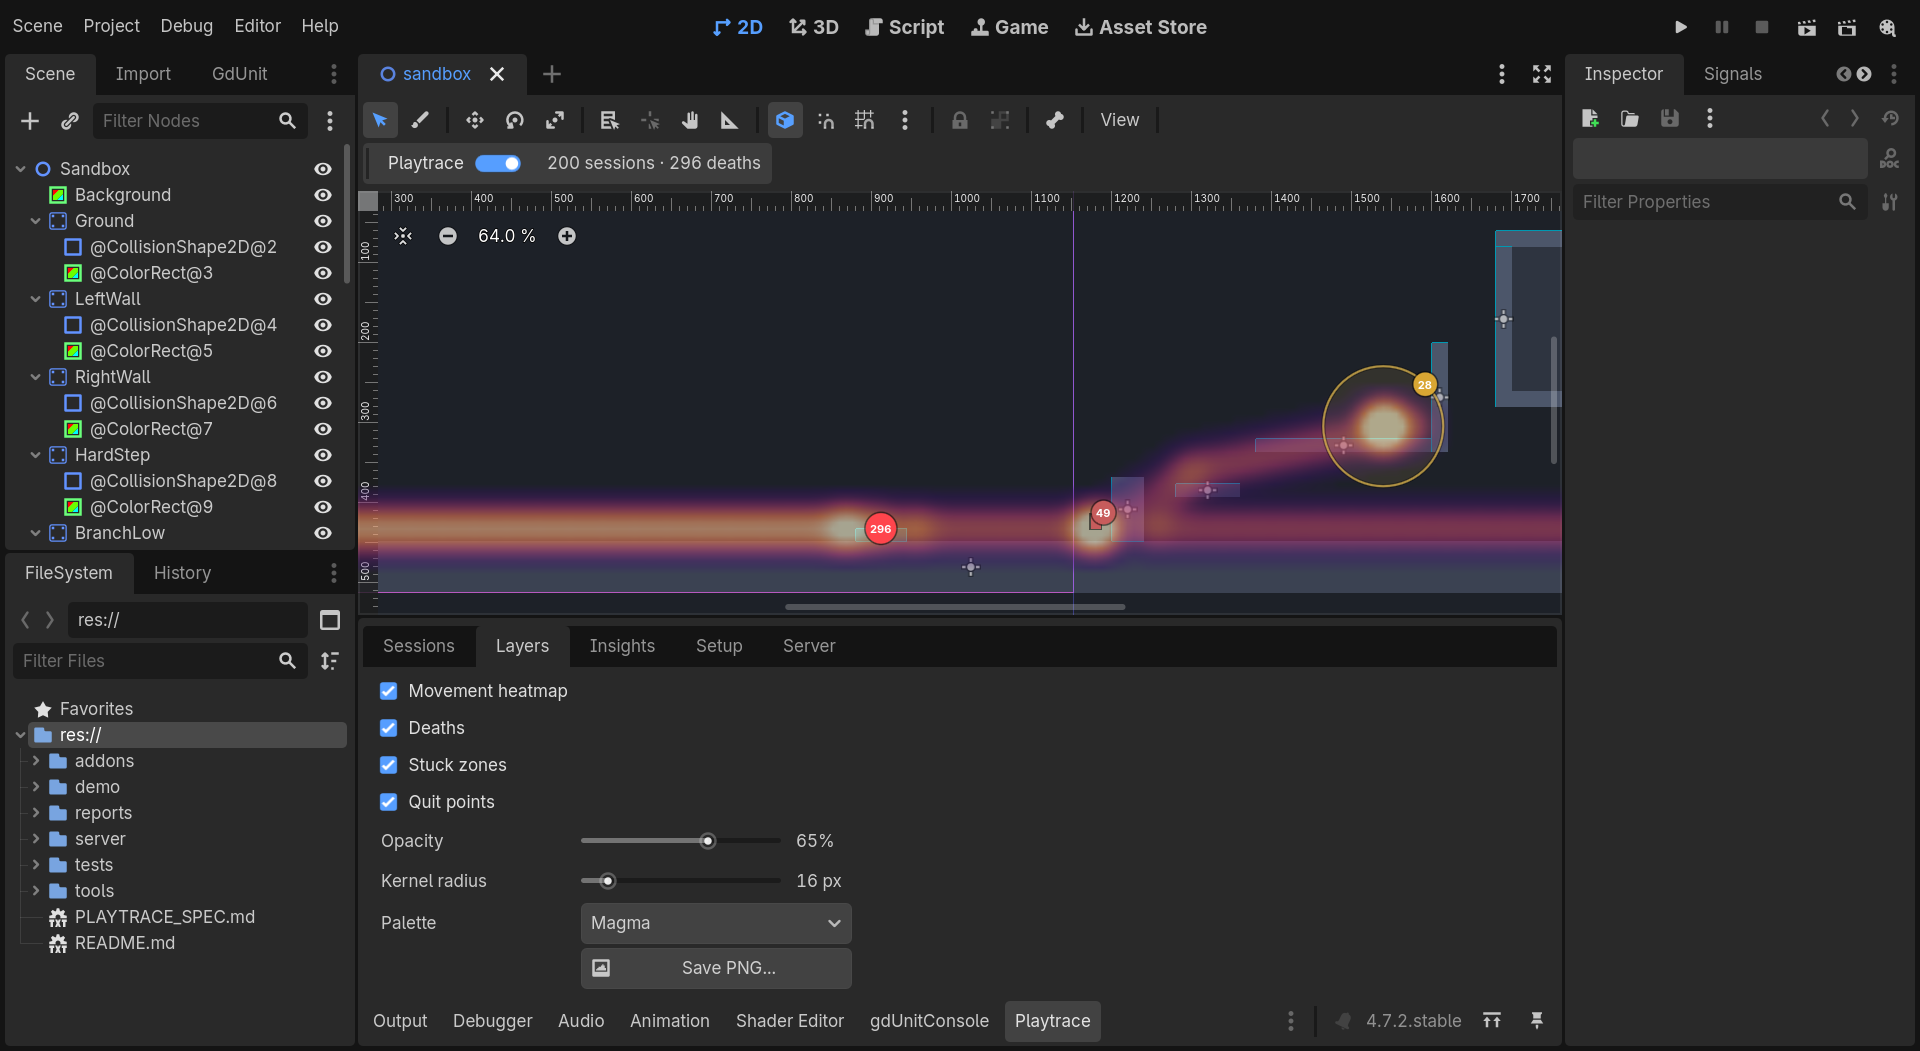 Scene Project Debug Editor Help
2D 3D Script Game Asset Store
Scene Import GdUnit
Filter Nodes
Sandbox
Background
Ground
@CollisionShape2D@2
@ColorRect@3
LeftWall
@CollisionShape2D@4
@ColorRect@5
RightWall
@CollisionShape2D@6
@ColorRect@7
HardStep
@CollisionShape2D@8
@ColorRect@9
BranchLow
FileSystem History
res://
Filter Files
Favorites
res://
addons
demo
reports
server
tests
tools
PLAYTRACE_SPEC.md
README.md
sandbox
View
Playtrace 200 sessions · 296 deaths
300 400 500 600 700 800 900 1000 1100 1200 1300 1400 1500 1600 1700
64.0 %
100
200
300
400
500
28
49
296
Sessions Layers Insights Setup Server
Movement heatmap
Deaths
Stuck zones
Quit points
Opacity 65%
Kernel radius 16 px
Palette Magma
Save PNG...
Output Debugger Audio Animation Shader Editor gdUnitConsole Playtrace 4.7.2.stable
Inspector Signals
DOC
Filter Properties